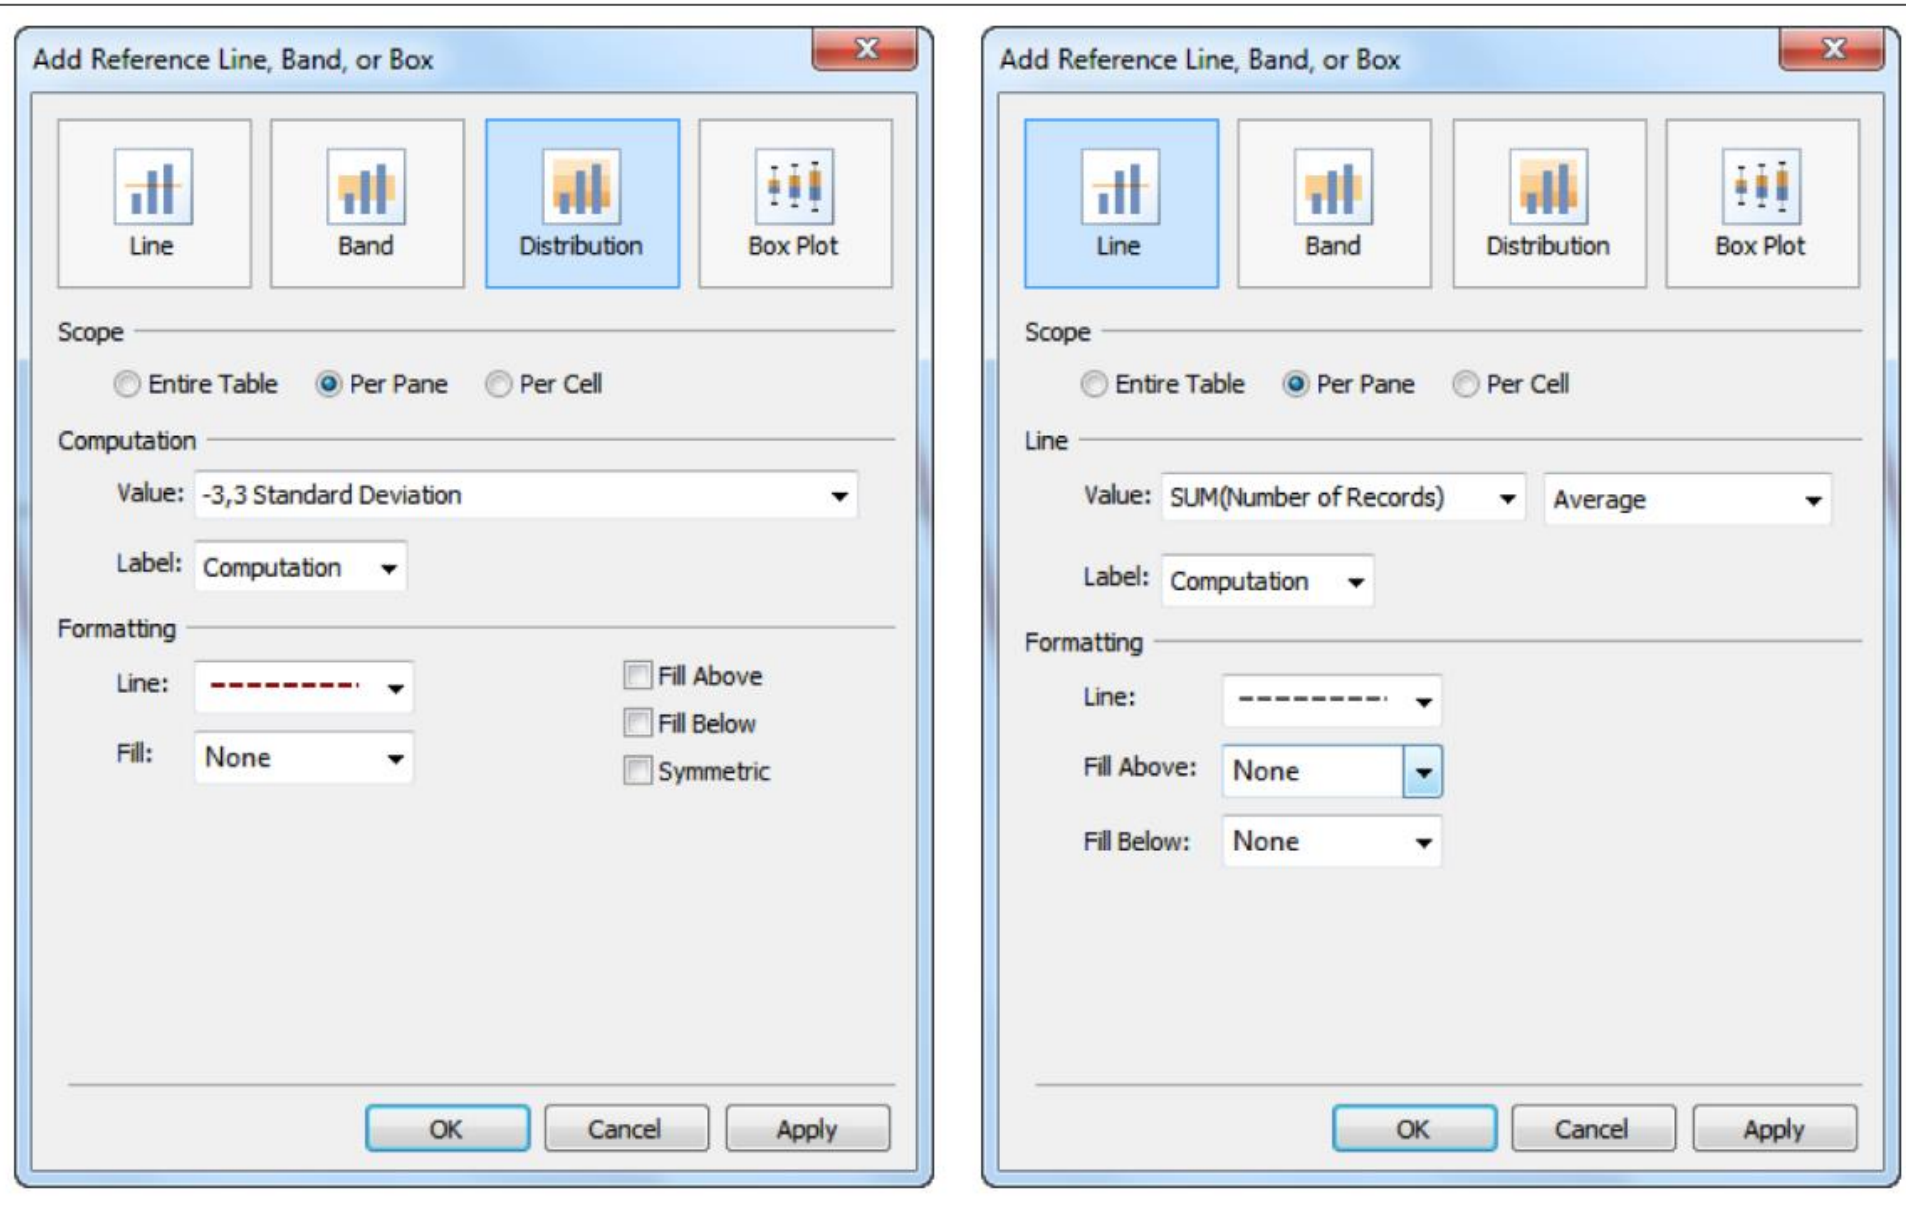 Add Reference Line, Band, or Box
Line
Band
Distribution
Box Plot
Scope
Entire Table
Per Pane
Per Cell
Computation
Value: -3,3 Standard Deviation
Label: Computation
Formatting
Line:
Fill Above
Fill Below
Fill: None
Symmetric
OK
Cancel
Apply
Add Reference Line, Band, or Box
Line
Band
Distribution
Box Plot
Scope
Entire Table
Per Pane
Per Cell
Line
Value: SUM(Number of Records) Average
Label: Computation
Formatting
Line:
Fill Above: None
Fill Below: None
OK
Cancel
Apply